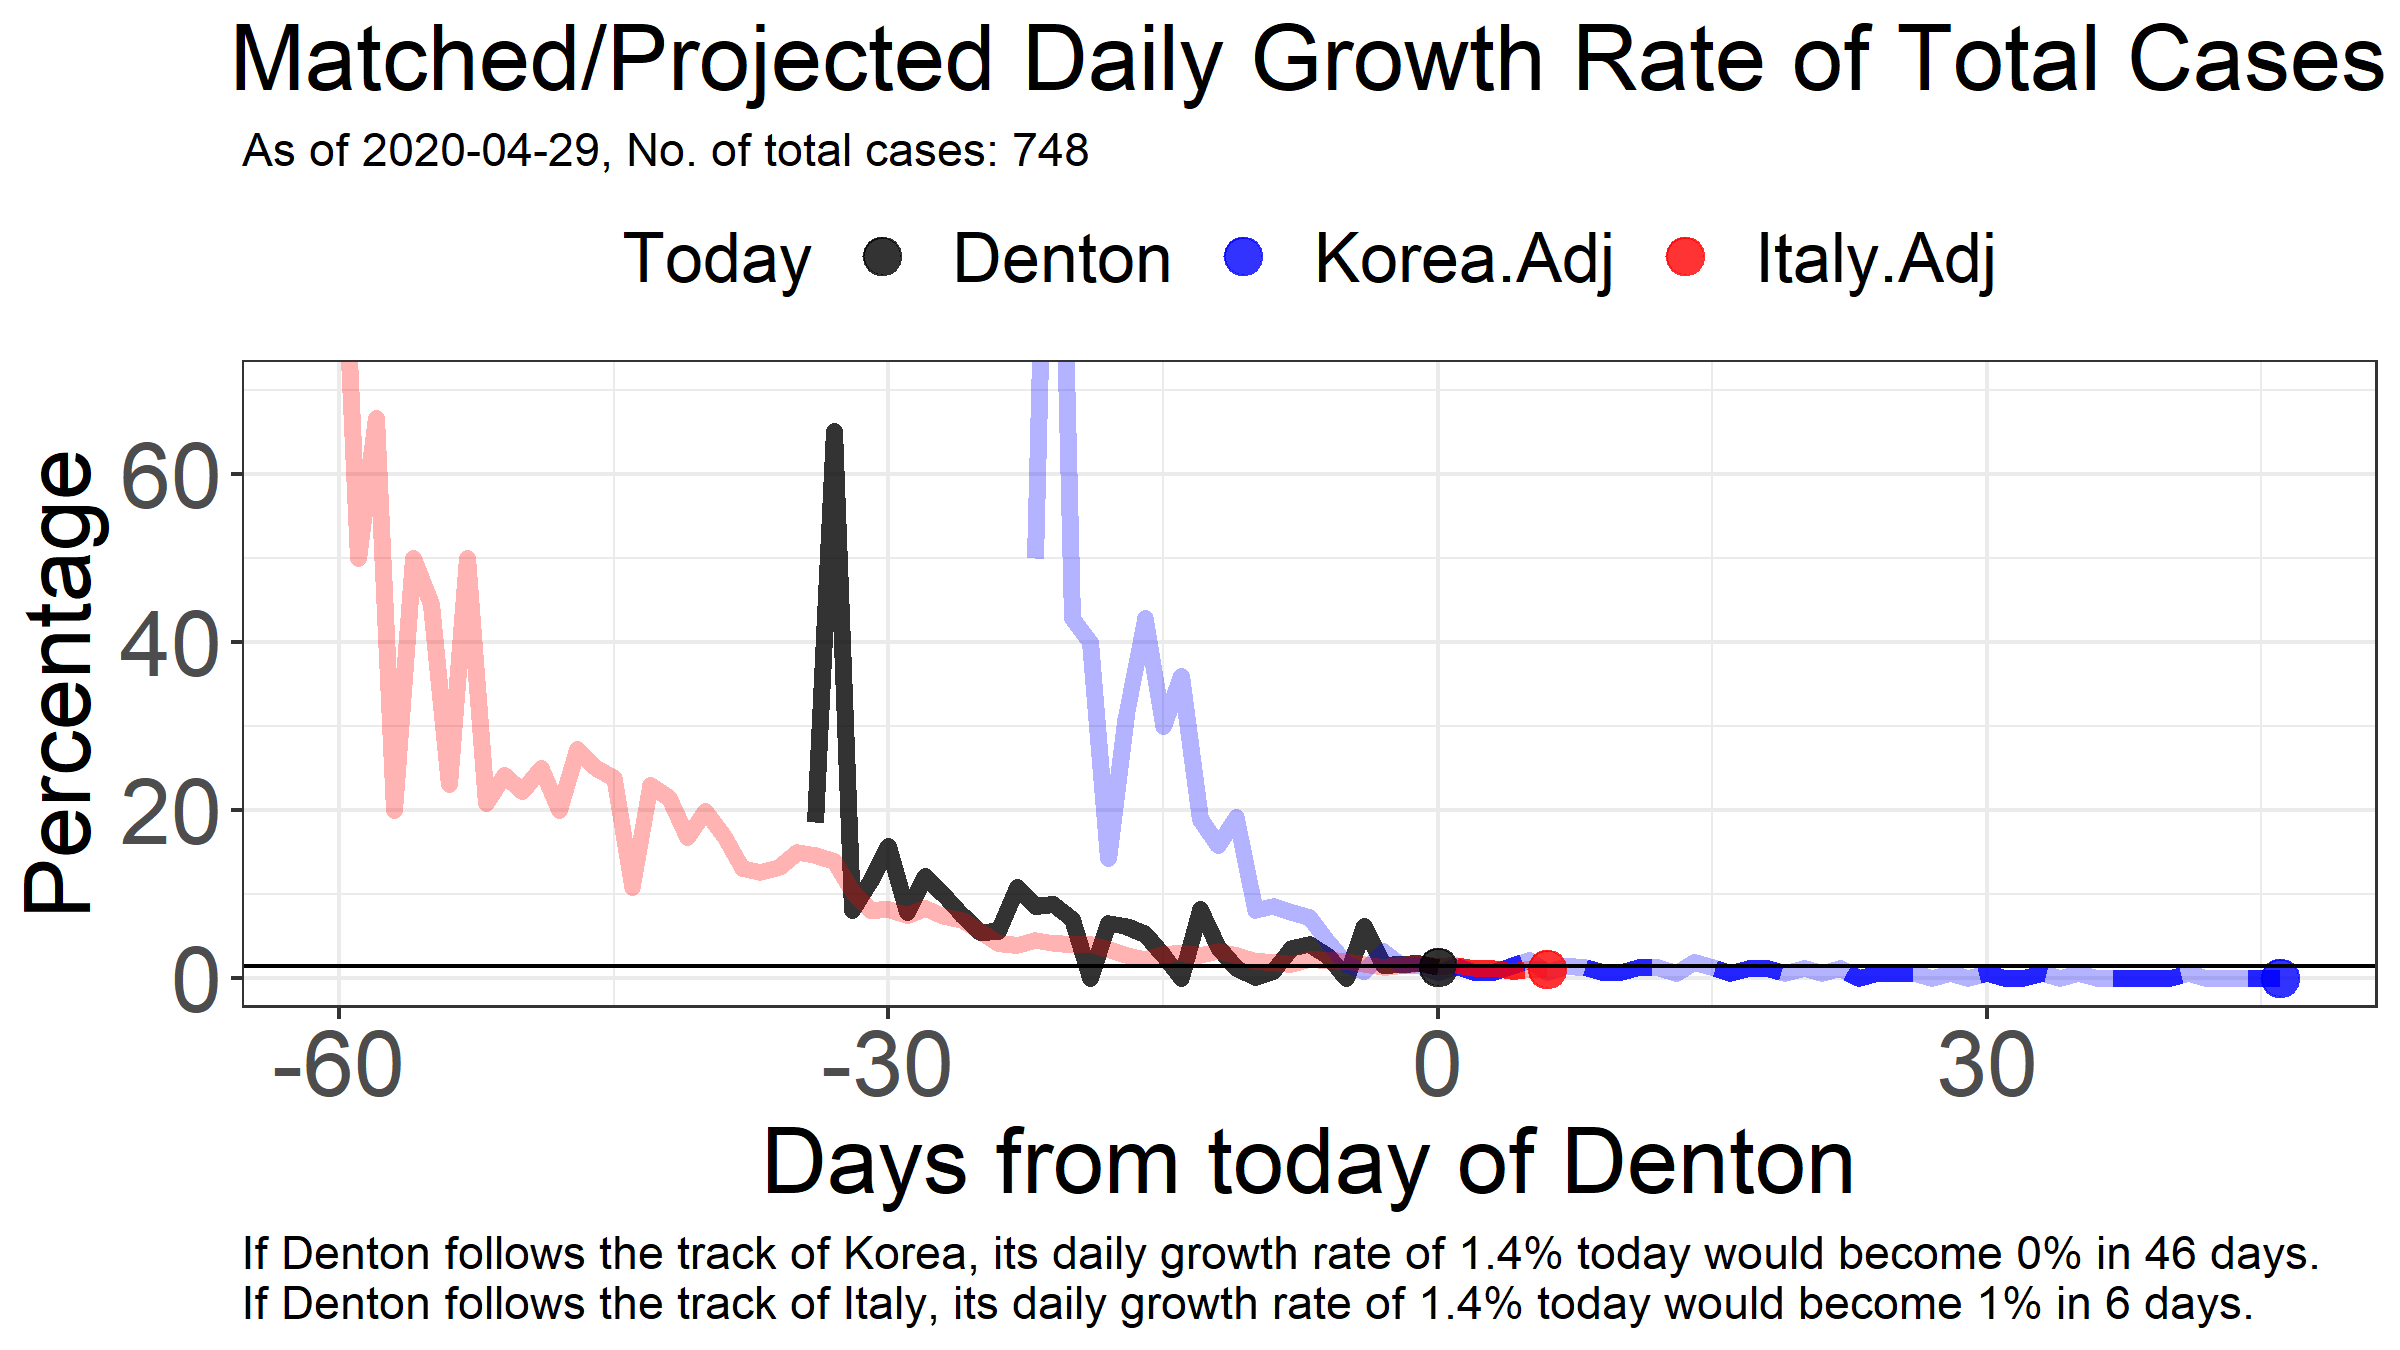 Matched/Projected Daily Growth Rate of Total Cases
As of 2020-04-29, No. of total cases: 748
Today Denton Korea.Adj Italy.Adj
Percentage
60
40
20
0
-60 -30 0 30
Days from today of Denton
If Denton follows the track of Korea, its daily growth rate of 1.4% today would become 0% in 46 days.
If Denton follows the track of Italy, its daily growth rate of 1.4% today would become 1% in 6 days.